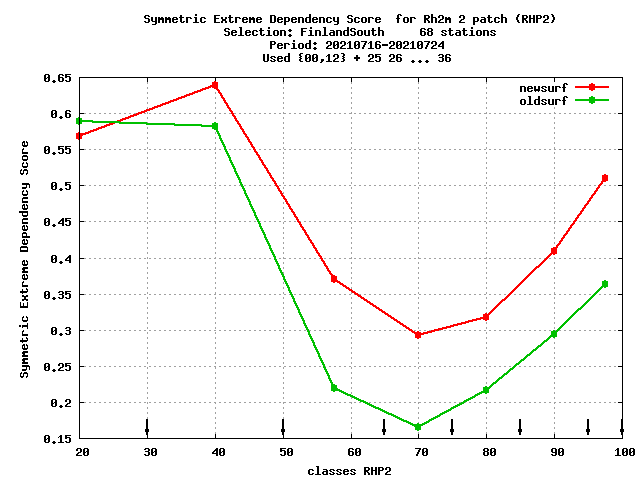 Symmetric Extreme Dependency Score  for Rh2m 2 patch (RHP2)
Selection: FinlandSouth     68 stations
Period: 20210716-20210724
Used {00,12} + 25 26 ... 36
newsurf
oldsurf
Symmetric Extreme Dependency Score
0.65
0.6
0.55
0.5
0.45
0.4
0.35
0.3
0.25
0.2
0.15
20 30 40 50 60 70 80 90 100
classes RHP2